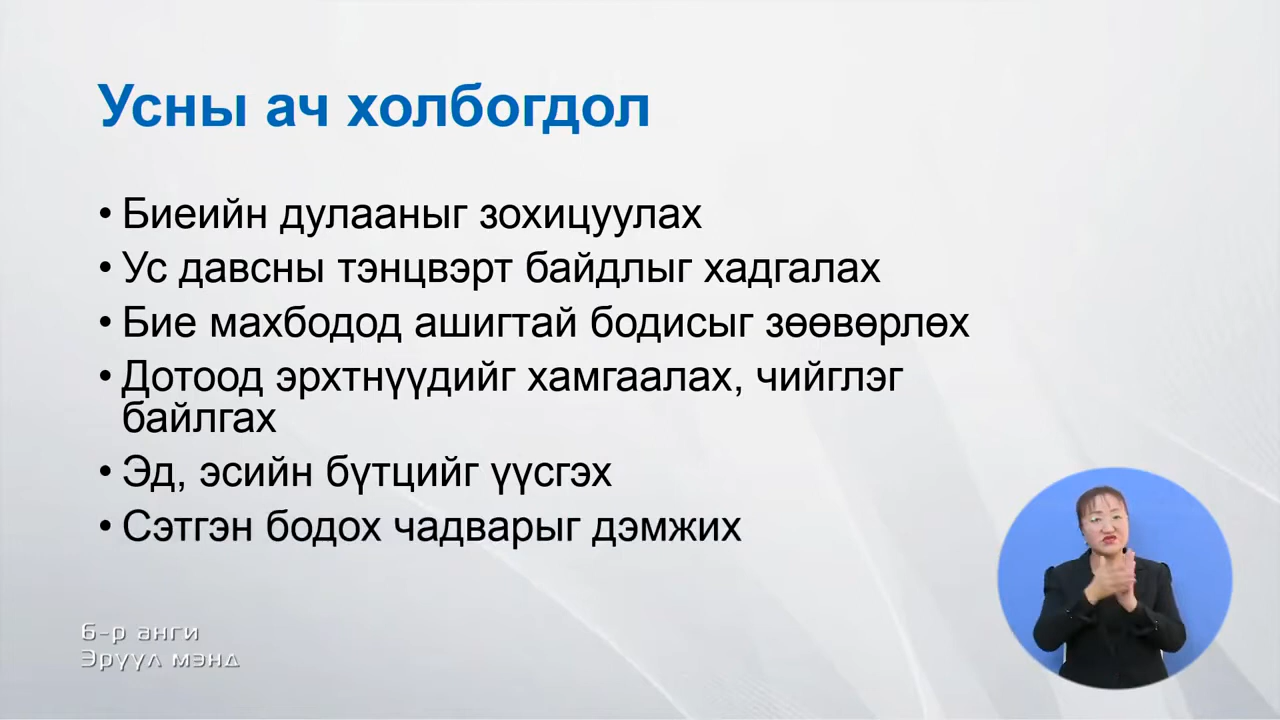 Усны ач холбогдол
• Биеийн дулааныг зохицуулах
• Ус давсны тэнцвэрт байдлыг хадгалах
• Бие махбодод ашигтай бодисыг зөөвөрлөх
• Дотоод эрхтнүүдийг хамгаалах, чийглэг
байлгах
• Эд, эсийн бүтцийг үүсгэх
• Сэтгэн бодох чадварыг дэмжих
6-р анги
Эрүүл мэнд